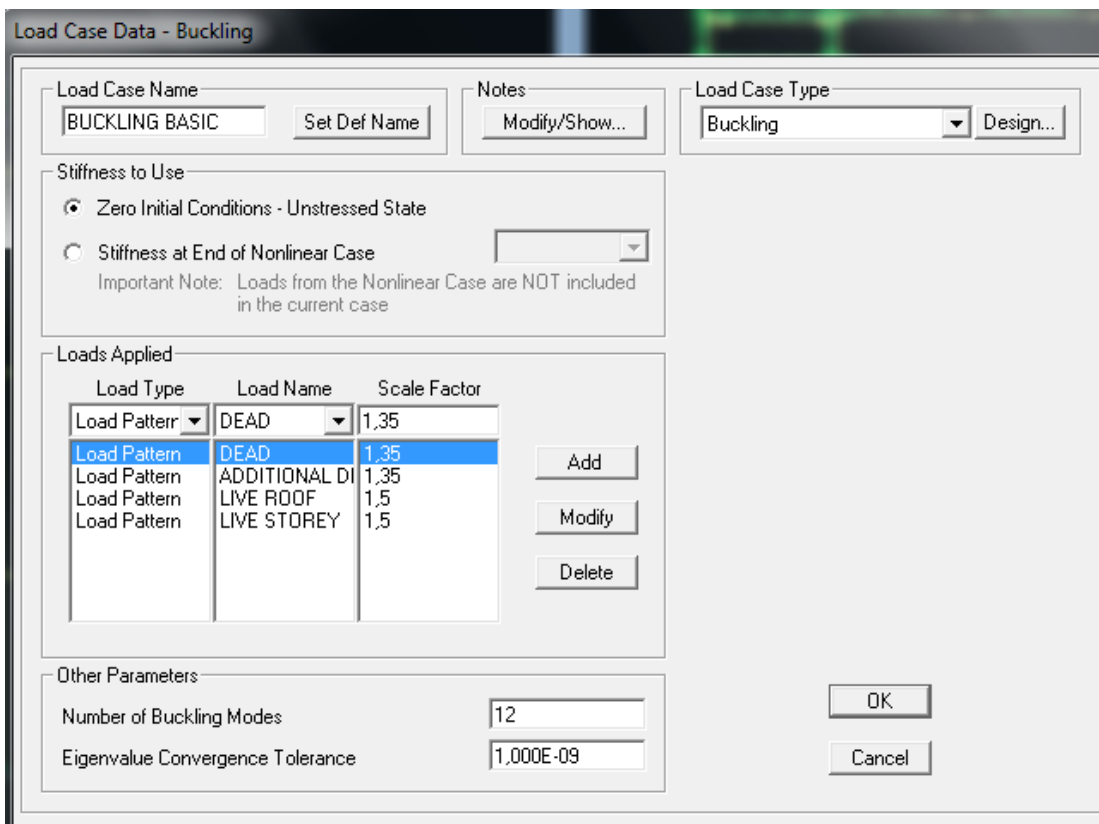 Load Case Data - Buckling
Load Case Name
BUCKLING BASIC
Set Def Name
Notes
Modify/Show...
Load Case Type
Buckling
Design...
Stiffness to Use
Zero Initial Conditions - Unstressed State
Stiffness at End of Nonlinear Case
Important Note: Loads from the Nonlinear Case are NOT included
in the current case
Loads Applied
Load Type Load Name Scale Factor
Load Pattern DEAD 1,35
Load Pattern DEAD 1,35
Load Pattern ADDITIONAL DI 1,35
Load Pattern LIVE ROOF 1,5
Load Pattern LIVE STOREY 1,5
Add
Modify
Delete
Other Parameters
Number of Buckling Modes 12
Eigenvalue Convergence Tolerance 1,000E-09
OK
Cancel